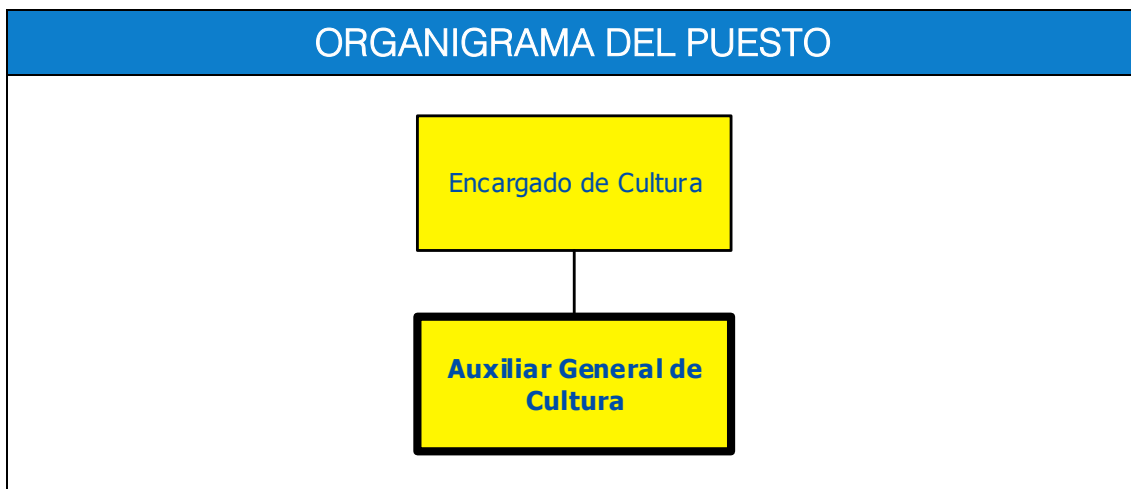 ORGANIGRAMA DEL PUESTO
Encargado de Cultura
Auxiliar General de
Cultura